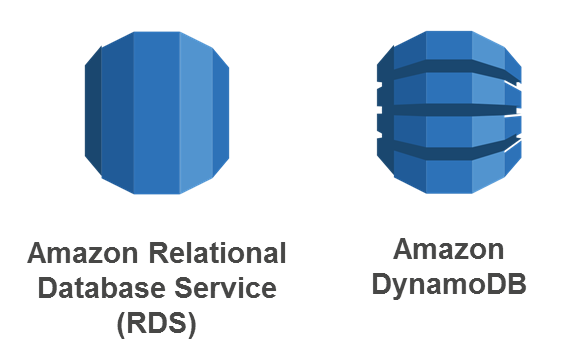 Amazon Relational
Database Service
(RDS)
Amazon
DynamoDB